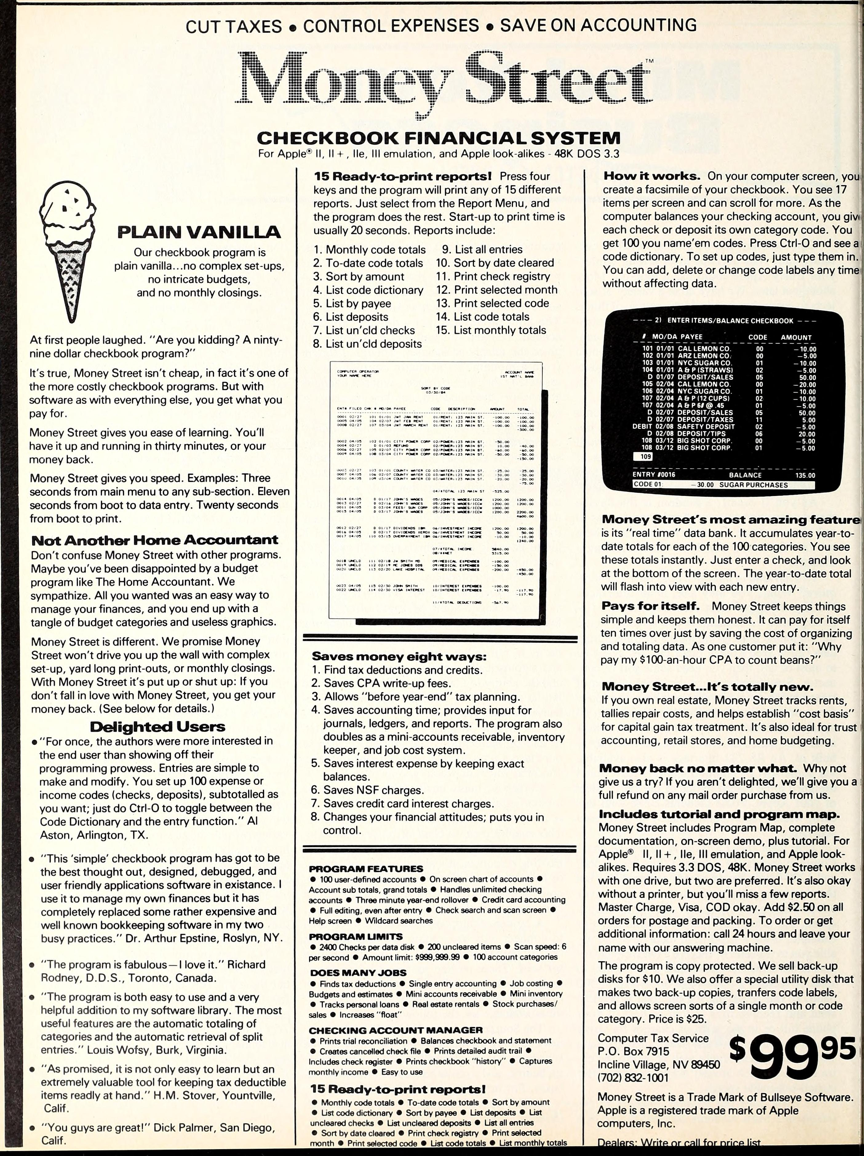 CUT TAXES • CONTROL EXPENSES • SAVE ON ACCOUNTING
Money Street™
CHECKBOOK FINANCIAL SYSTEM
For Apple® II, II +, IIe, III emulation, and Apple look-alikes - 48K DOS 3.3
PLAIN VANILLA
Our checkbook program is
plain vanilla...no complex set-ups,
no intricate budgets,
and no monthly closings.
At first people laughed. "Are you kidding? A ninety-
nine dollar checkbook program?"
It's true, Money Street isn't cheap, in fact it's one of
the more costly checkbook programs. But with
software as with everything else, you get what you
pay for.
Money Street gives you ease of learning. You'll
have it up and running in thirty minutes, or your
money back.
Money Street gives you speed. Examples: Three
seconds from main menu to any sub-section. Eleven
seconds from boot to data entry. Twenty seconds
from boot to print.
Not Another Home Accountant
Don't confuse Money Street with other programs.
Maybe you've been disappointed by a budget
program like The Home Accountant. We
sympathize. All you wanted was an easy way to
manage your finances, and you end up with a
tangle of budget categories and useless graphics.
Money Street is different. We promise Money
Street won't drive you up the wall with complex
set-up, yard long print-outs, or monthly closings.
With Money Street it's put up or shut up: If you
don't fall in love with Money Street, you get your
money back. (See below for details.)
Delighted Users
• "For once, the authors were more interested in
the end user than showing off their
programming prowess. Entries are simple to
make and modify. You set up 100 expense or
income codes (checks, deposits), subtotalled as
you want; just do Ctrl-O to toggle between the
Code Dictionary and the entry function." Al
Aston, Arlington, TX.
• "This 'simple' checkbook program has got to be
the best thought out, designed, debugged, and
user friendly applications software in existance. I
use it to manage my own finances but it has
completely replaced some rather expensive and
well known bookkeeping software in my two
busy practices." Dr. Arthur Epstine, Roslyn, NY.
• "The program is fabulous—I love it." Richard
Rodney, D.D.S., Toronto, Canada.
• "The program is both easy to use and a very
helpful addition to my software library. The most
useful features are the automatic totaling of
categories and the automatic retrieval of split
entries." Louis Wofsy, Burk, Virginia.
• "As promised, it is not only easy to learn but an
extremely valuable tool for keeping tax deductible
items readly at hand." H.M. Stover, Yountville,
Calif.
• "You guys are great!" Dick Palmer, San Diego,
Calif.
15 Ready-to-print reports! Press four
keys and the program will print any of 15 different
reports. Just select from the Report Menu, and
the program does the rest. Start-up to print time is
usually 20 seconds. Reports include:
1. Monthly code totals
2. To-date code totals
3. Sort by amount
4. List code dictionary
5. List by payee
6. List deposits
7. List un'cld checks
8. List un'cld deposits
9. List all entries
10. Sort by date cleared
11. Print check registry
12. Print selected month
13. Print selected code
14. List code totals
15. List monthly totals
COMPUTER OPERATOR ACCOUNT NAME
YOUR NAME HERE 1ST NAT'L BANK
SORT BY CODE
03/30/84
Saves money eight ways:
1. Find tax deductions and credits.
2. Saves CPA write-up fees.
3. Allows "before year-end" tax planning.
4. Saves accounting time; provides input for
journals, ledgers, and reports. The program also
doubles as a mini-accounts receivable, inventory
keeper, and job cost system.
5. Saves interest expense by keeping exact
balances.
6. Saves NSF charges.
7. Saves credit card interest charges.
8. Changes your financial attitudes; puts you in
control.
PROGRAM FEATURES
• 100 user-defined accounts • On screen chart of accounts •
Account sub totals, grand totals • Handles unlimited checking
accounts • Three minute year-end rollover • Credit card accounting
• Full editing, even after entry • Check search and scan screen •
Help screen • Wildcard searches
PROGRAM LIMITS
• 2400 Checks per data disk • 200 uncleared items • Scan speed: 6
per second • Amount limit: $999,999.99 • 100 account categories
DOES MANY JOBS
• Finds tax deductions • Single entry accounting • Job costing •
Budgets and estimates • Mini accounts receivable • Mini inventory
• Tracks personal loans • Real estate rentals • Stock purchases/
sales • Increases "float"
CHECKING ACCOUNT MANAGER
• Prints trial reconciliation • Balances checkbook and statement
• Creates cancelled check file • Prints detailed audit trail •
Includes check register • Prints checkbook "history" • Captures
monthly income • Easy to use
15 Ready-to-print reports!
• Monthly code totals • To-date code totals • Sort by amount
• List code dictionary • Sort by payee • List deposits • List
uncleared checks • List uncleared deposits • List all entries
• Sort by date cleared • Print check registry • Print selected
month • Print selected code • List code totals • List monthly totals
How it works. On your computer screen, you
create a facsimile of your checkbook. You see 17
items per screen and can scroll for more. As the
computer balances your checking account, you give
each check or deposit its own category code. You
get 100 you name'em codes. Press Ctrl-O and see a
code dictionary. To set up codes, just type them in.
You can add, delete or change code labels any time
without affecting data.
--- 2) ENTER ITEMS/BALANCE CHECKBOOK ---
# MO/DA PAYEE CODE AMOUNT
101 01/01 CAL LEMON CO. 00 -10.00
102 01/01 ARZ LEMON CO. 00 -5.00
103 01/01 NYC SUGAR CO. 01 -5.00
104 01/01 A & P (STRAWS) 02 -5.00
D 01/07 DEPOSIT/SALES 05 50.00
105 02/04 CAL LEMON CO. 00 -20.00
106 02/04 NYC SUGAR CO. 01 -10.00
107 02/04 A & P (12 CUPS) 02 -10.00
107 02/04 A & P 6# @ .45 01 -5.00
D 02/07 DEPOSIT/SALES 05 50.00
D 02/07 DEPOSIT/TAXES 11 5.00
DEBIT 02/08 SAFETY DEPOSIT 02 -5.00
D 02/08 DEPOSIT/TIPS 06 20.00
108 03/12 BIG SHOT CORP. 00 -5.00
108 03/12 BIG SHOT CORP. 01 -5.00
109
ENTRY #0016 BALANCE 135.00
CODE 01 -30.00 SUGAR PURCHASES
Money Street's most amazing feature
is its "real time" data bank. It accumulates year-to-
date totals for each of the 100 categories. You see
these totals instantly. Just enter a check, and look
at the bottom of the screen. The year-to-date total
will flash into view with each new entry.
Pays for itself. Money Street keeps things
simple and keeps them honest. It can pay for itself
ten times over just by saving the cost of organizing
and totaling data. As one customer put it: "Why
pay my $100-an-hour CPA to count beans?"
Money Street...It's totally new.
If you own real estate, Money Street tracks rents,
tallies repair costs, and helps establish "cost basis"
for capital gain tax treatment. It's also ideal for trust
accounting, retail stores, and home budgeting.
Money back no matter what. Why not
give us a try? If you aren't delighted, we'll give you a
full refund on any mail order purchase from us.
Includes tutorial and program map.
Money Street includes Program Map, complete
documentation, on-screen demo, plus tutorial. For
Apple® II, II +, IIe, III emulation, and Apple look-
alikes. Requires 3.3 DOS, 48K. Money Street works
with one drive, but two are preferred. It's also okay
without a printer, but you'll miss a few reports.
Master Charge, Visa, COD okay. Add $2.50 on all
orders for postage and packing. To order or get
additional information: call 24 hours and leave your
name with our answering machine.
The program is copy protected. We sell back-up
disks for $10. We also offer a special utility disk that
makes two back-up copies, tranfers code labels,
and allows screen sorts of a single month or code
category. Price is $25.
Computer Tax Service
P.O. Box 7915
Incline Village, NV 89450
(702) 832-1001
$99.95
Money Street is a Trade Mark of Bullseye Software.
Apple is a registered trade mark of Apple
computers, Inc.
Dealers: Write or call for price list